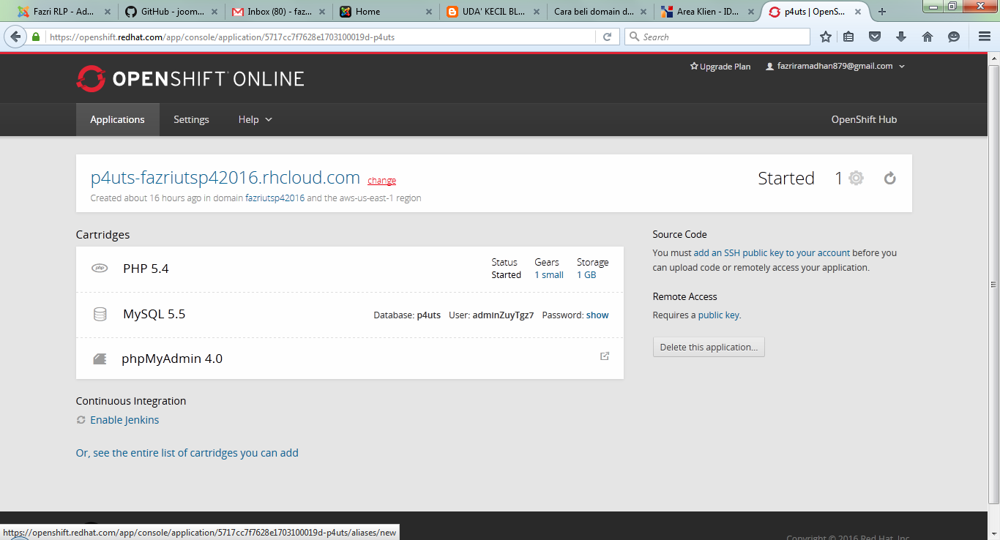 Fazri RLP - Ad...
GitHub - joom...
Inbox (80) - faz...
Home
UDA' KECIL BL...
Cara beli domain d...
Area Klien - ID...
p4uts | OpenS...
https://openshift.redhat.com/app/console/application/5717cc7f7628e1703100019d-p4uts
Search
OPENSHIFT ONLINE
Upgrade Plan
fazriramadhan879@gmail.com
Applications
Settings
Help
OpenShift Hub
p4uts-fazriutsp42016.rhcloud.com change
Started 1
Created about 16 hours ago in domain fazriutsp42016 and the aws-us-east-1 region
Cartridges
php
PHP 5.4
Status Gears Storage
Started 1 small 1 GB
MySQL 5.5
Database: p4uts User: adminZuyTgz7 Password: show
phpMyAdmin 4.0
Continuous Integration
Enable Jenkins
Or, see the entire list of cartridges you can add
Source Code
You must add an SSH public key to your account before you
can upload code or remotely access your application.
Remote Access
Requires a public key.
Delete this application...
https://openshift.redhat.com/app/console/application/5717cc7f7628e1703100019d-p4uts/aliases/new
Copyright © 2016 Red Hat, Inc.